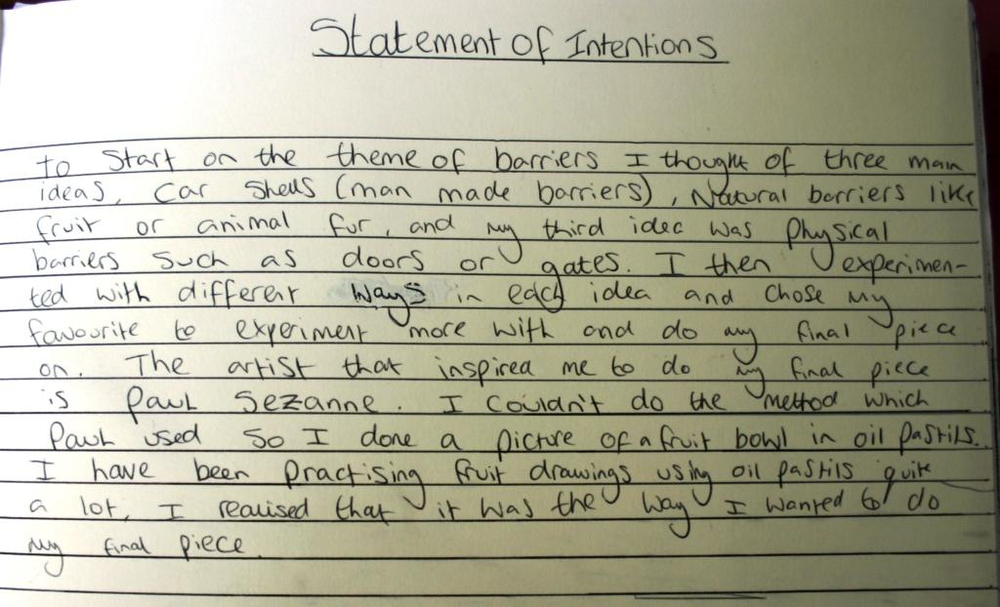 Statement of Intentions
to Start on the theme of barriers I thought of three main
ideas, Car Shells (man made barriers), Natural barriers like
fruit or animal fur, and my third idea was Physical
barriers such as doors or gates. I then experimen-
ted with different ways in each idea and chose my
favourite to experiment more with and do my final piece
on. The artist that inspired me to do my final piece
is Paul Sezanne. I couldn't do the method which
Paul used so I done a picture of a fruit bowl in oil pastils.
I have been Practising fruit drawings using oil pastils quite
a lot, I realised that it was the way I wanted to do
my final piece.